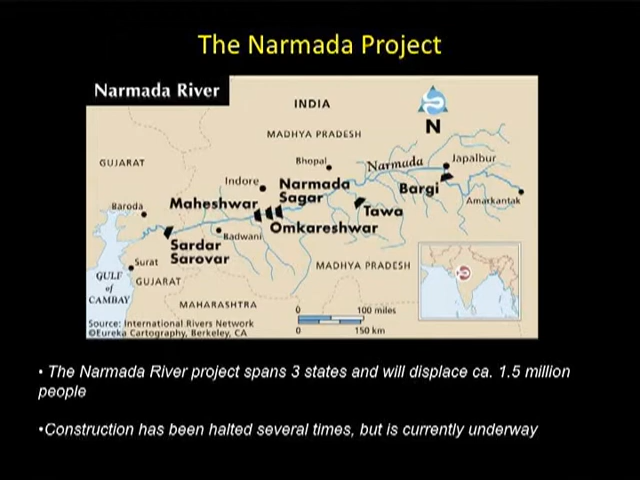 The Narmada Project
Narmada River
INDIA
N
MADHYA PRADESH
GUJARAT
Bhopal
Narmada
Japalbur
Indore
Narmada
Sagar
Bargi
Amarkantak
Baroda
Maheshwar
Tawa
Omkareshwar
Badwani
Sardar
Sarovar
Surat
MADHYA PRADESH
GULF
of
CAMBAY
GUJARAT
MAHARASHTRA
0 100 miles
0 150 km
Source: International Rivers Network
©Eureka Cartography, Berkeley, CA
• The Narmada River project spans 3 states and will displace ca. 1.5 million
people
•Construction has been halted several times, but is currently underway